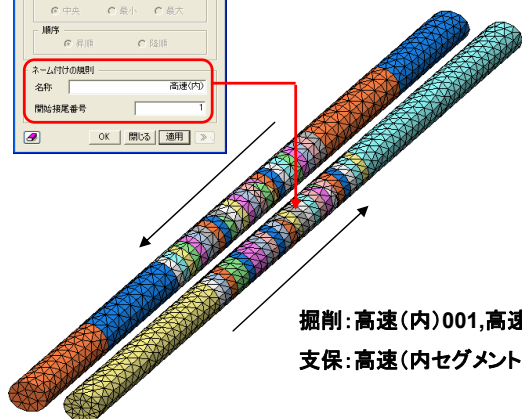 中央 最小 最大
順序
昇順 降順
ネーム付けの規則
名称 高速(内)
開始接尾番号 1
OK 閉じる 適用 ≫
掘削：高速（内）001,高速
支保：高速（内セグメント